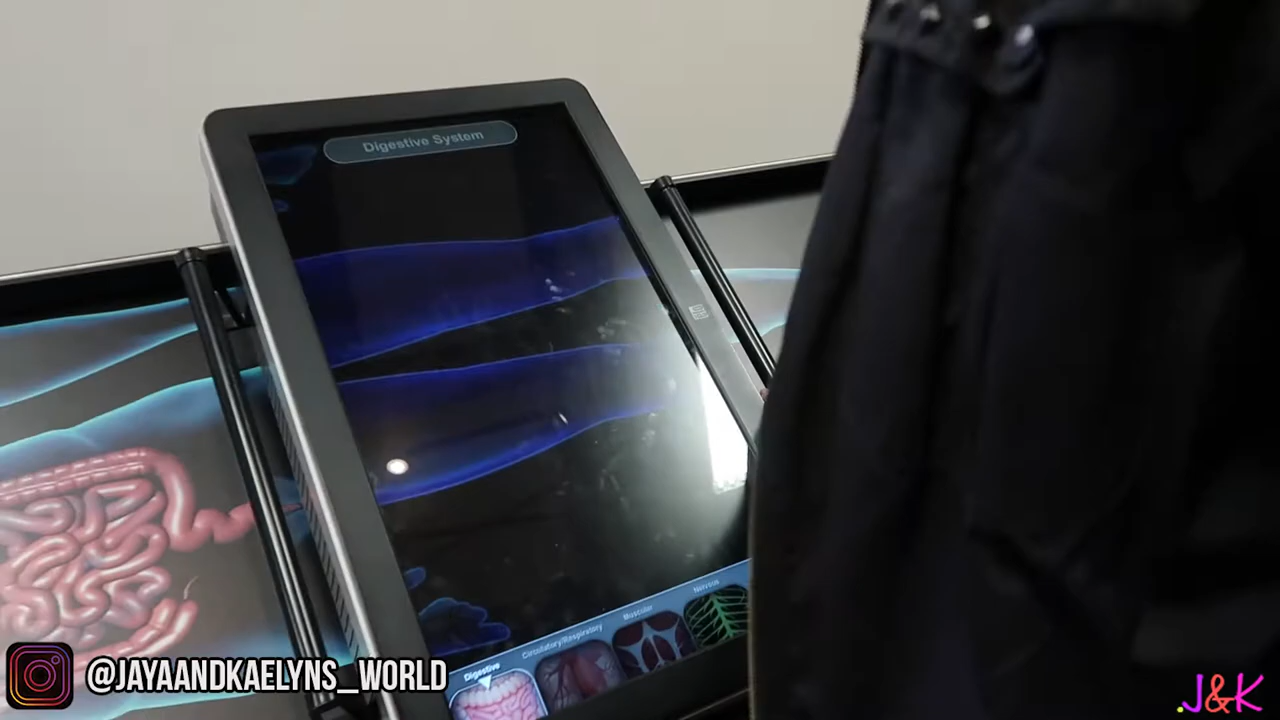 Digestive System
Nervous
Muscular
Circulatory/Respiratory
Digestive
@JAYAANDKAELYNS_WORLD
J&K